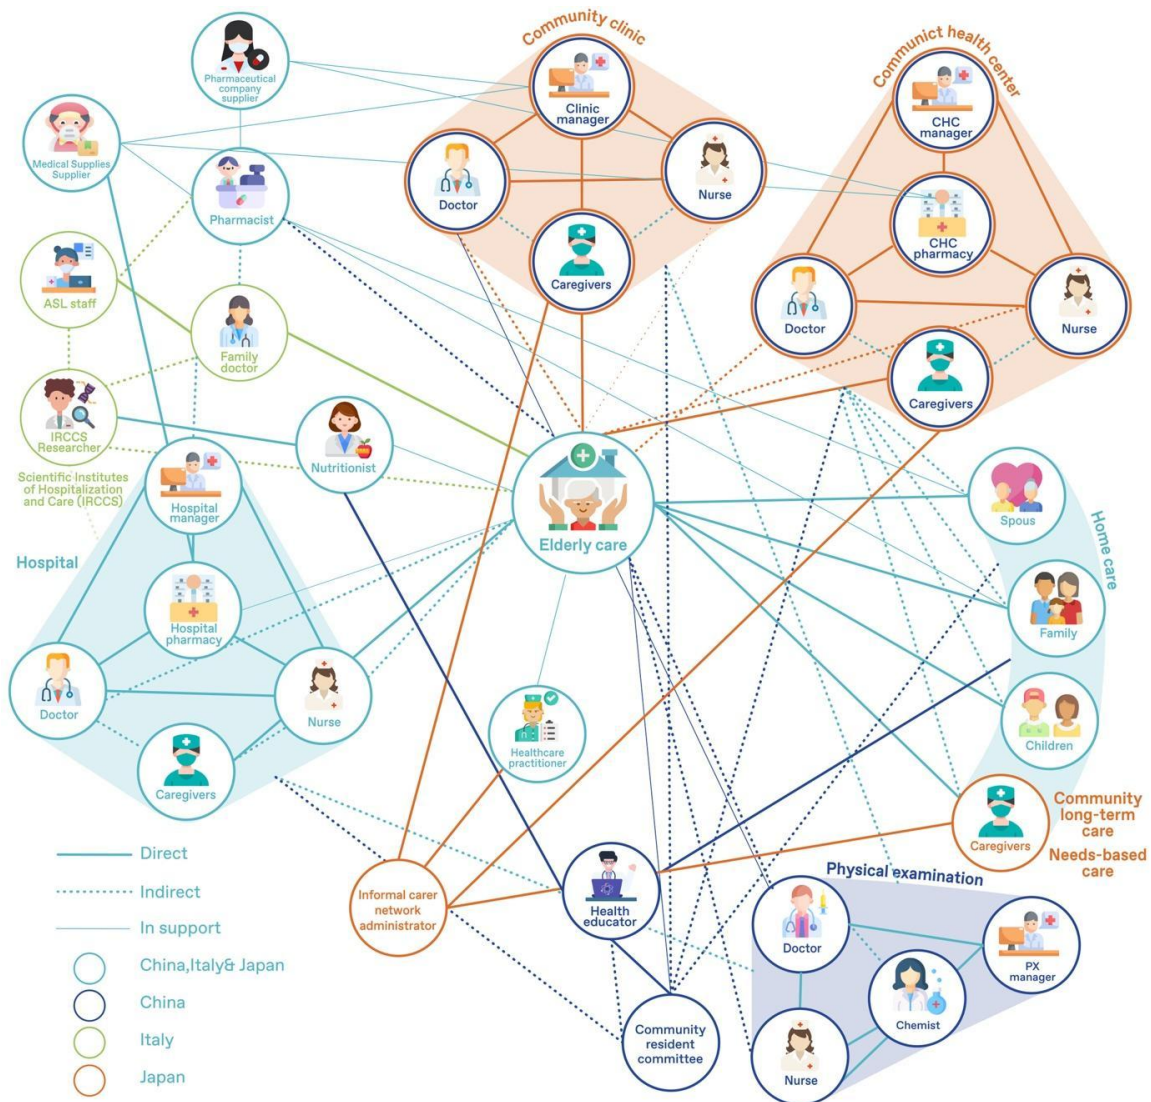 Community clinic
Communict health
center
Pharmaceutical
company
supplier
Clinic
manager
CHC
manager
Medical Supplies
Supplier
Pharmacist
Doctor
Nurse
CHC
pharmacy
Caregivers
ASL staff
Doctor
Nurse
Family
doctor
Caregivers
IRCCS
Researcher
Nutritionist
Scientific Institutes
of Hospitalization
and Care (IRCCS)
Hospital
manager
Elderly care
Spous
Home care
Hospital
Hospital
pharmacy
Family
Doctor
Nurse
Children
Healthcare
practitioner
Caregivers
Caregivers
Community
long-term
care
Needs-based
care
Direct
Indirect
In support
China,Italy& Japan
China
Italy
Japan
Informal carer
network
administrator
Health
educator
Physical examination
Doctor
PX
manager
Chemist
Community
resident
committee
Nurse